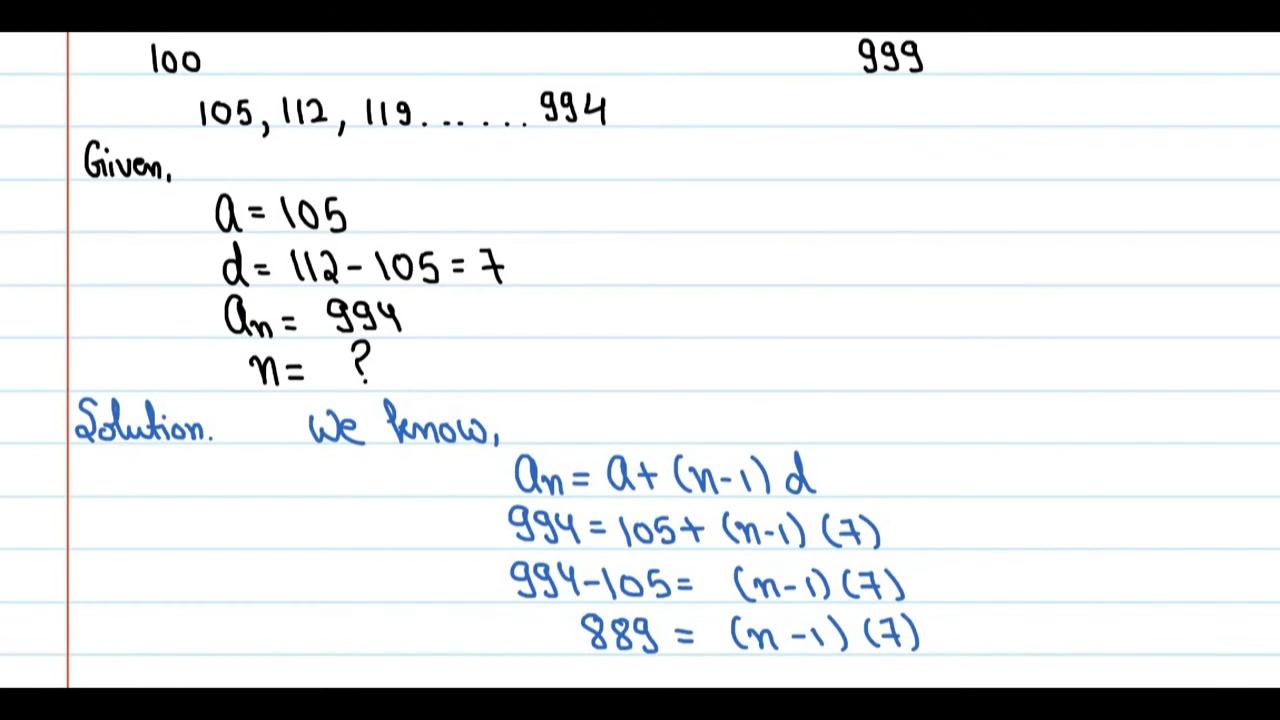 100 999
105, 112, 119...... 994
Given,
a = 105
d = 112 - 105 = 7
an = 994
n = ?
Solution. We know,
an = a + (n-1) d
994 = 105 + (n-1) (7)
994-105 = (n-1) (7)
889 = (n-1) (7)